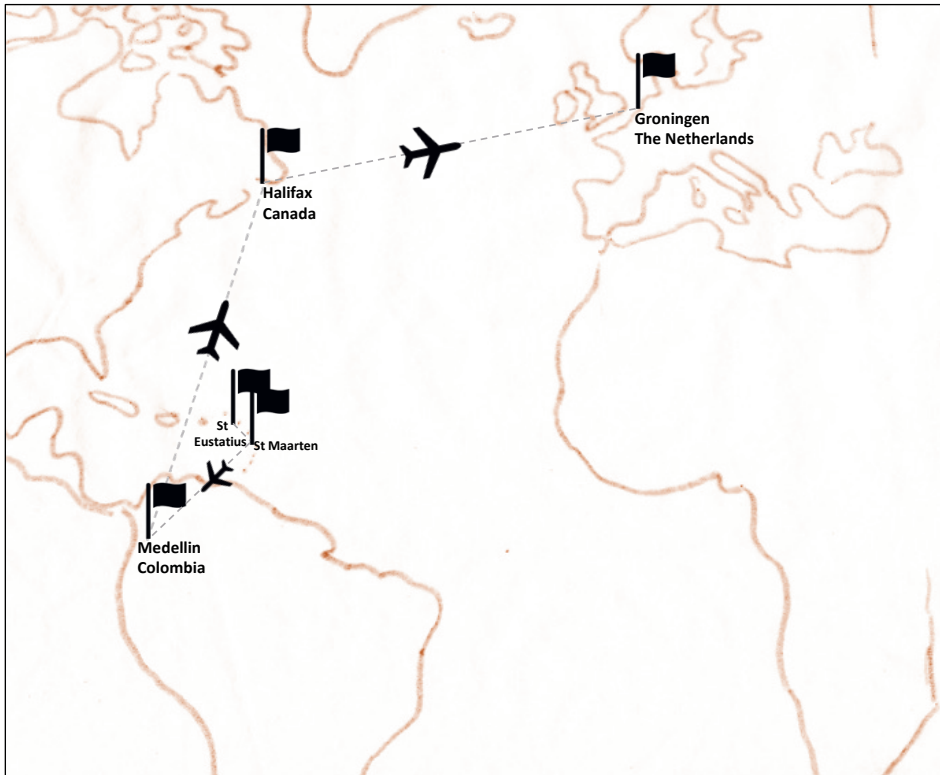 Groningen
The Netherlands
Halifax
Canada
St
Eustatius
St Maarten
Medellin
Colombia